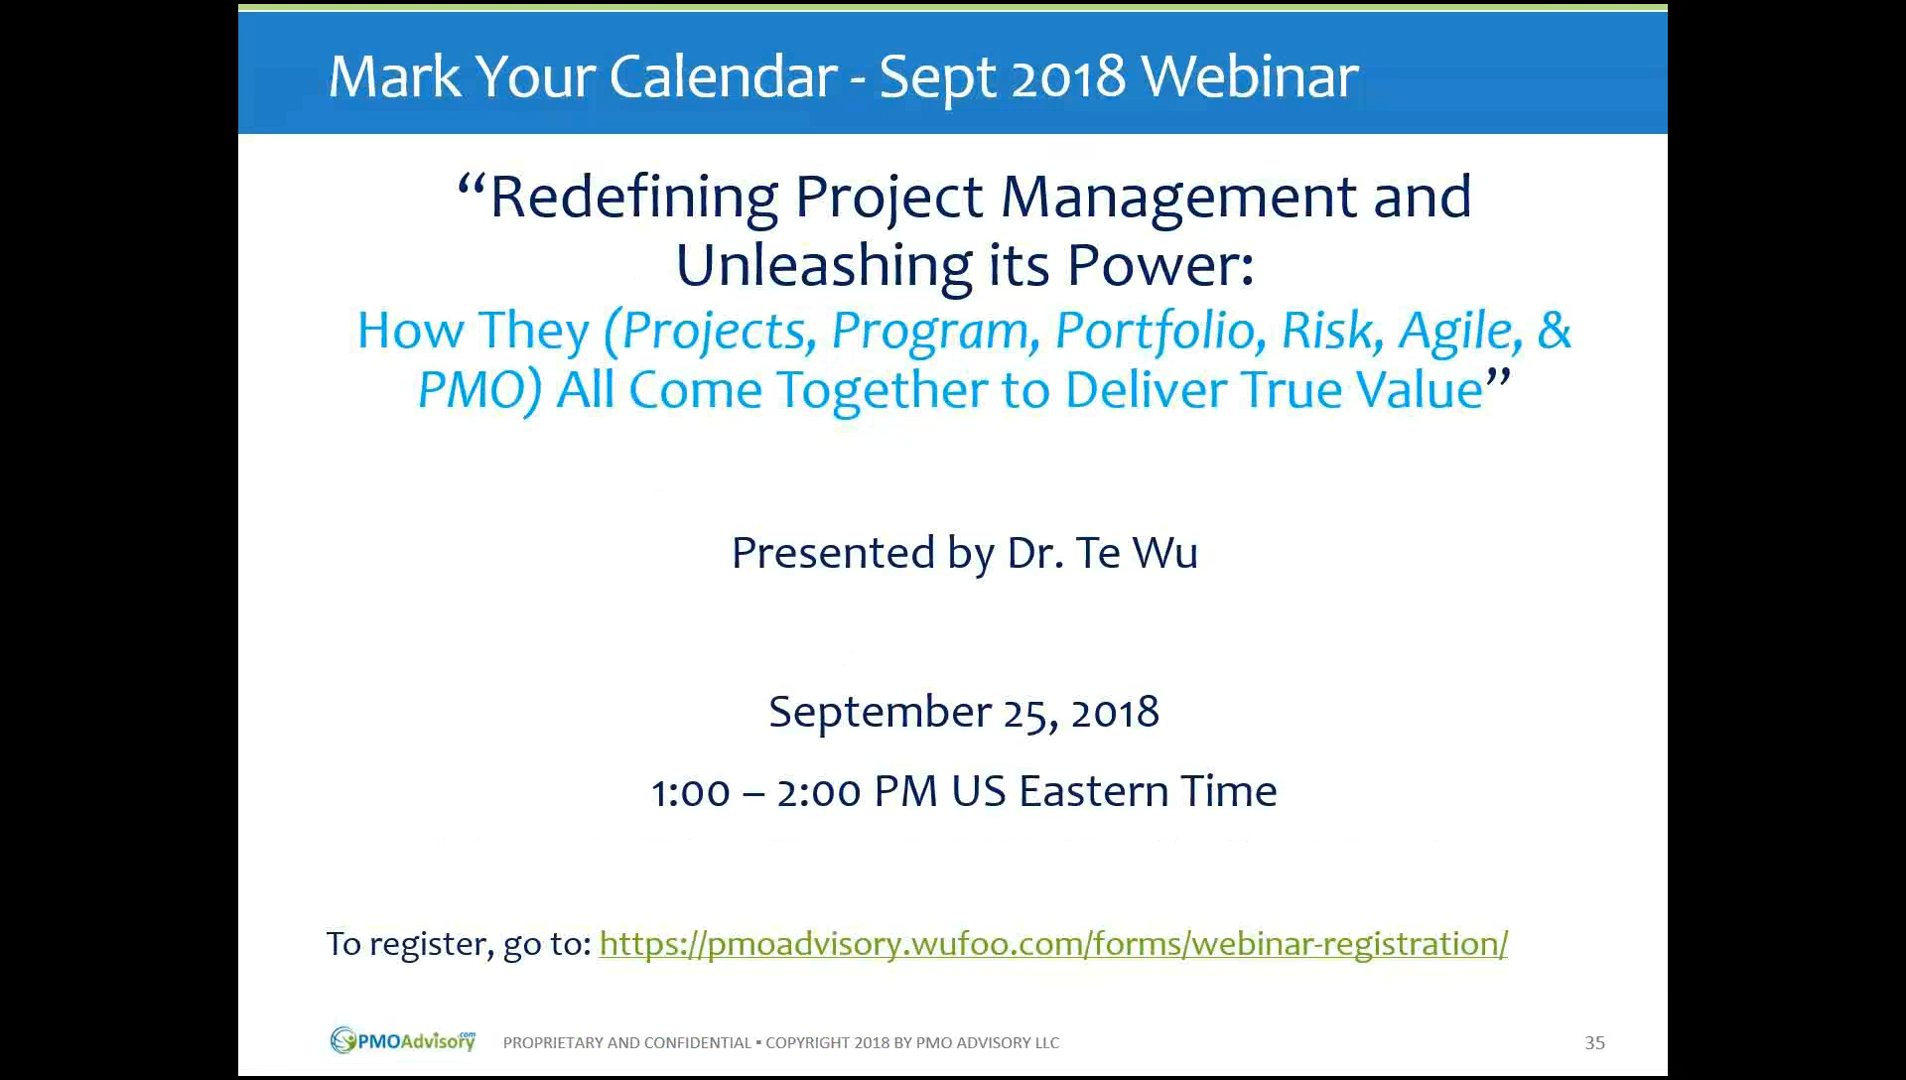 Mark Your Calendar - Sept 2018 Webinar
“Redefining Project Management and
Unleashing its Power:
How They (Projects, Program, Portfolio, Risk, Agile, &
PMO) All Come Together to Deliver True Value”
Presented by Dr. Te Wu
September 25, 2018
1:00 – 2:00 PM US Eastern Time
To register, go to: https://pmoadvisory.wufoo.com/forms/webinar-registration/
PMOAdvisory.com PROPRIETARY AND CONFIDENTIAL ▪ COPYRIGHT 2018 BY PMO ADVISORY LLC 35